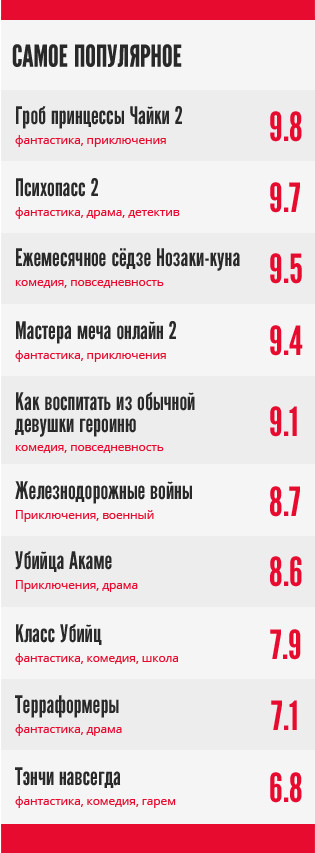 САМОЕ ПОПУЛЯРНОЕ
Гроб принцессы Чайки 2
фантастика, приключения
9.8
Психопасс 2
фантастика, драма, детектив
9.7
Ежемесячное сёдзе Нозаки-куна
комедия, повседневность
9.5
Мастера меча онлайн 2
фантастика, приключения
9.4
Как воспитать из обычной
девушки героиню
комедия, повседневность
9.1
Железнодорожные войны
Приключения, военный
8.7
Убийца Акаме
Приключения, драма
8.6
Класс Убийц
фантастика, комедия, школа
7.9
Терраформеры
фантастика, драма
7.1
Тэнчи навсегда
фантастика, комедия, гарем
6.8